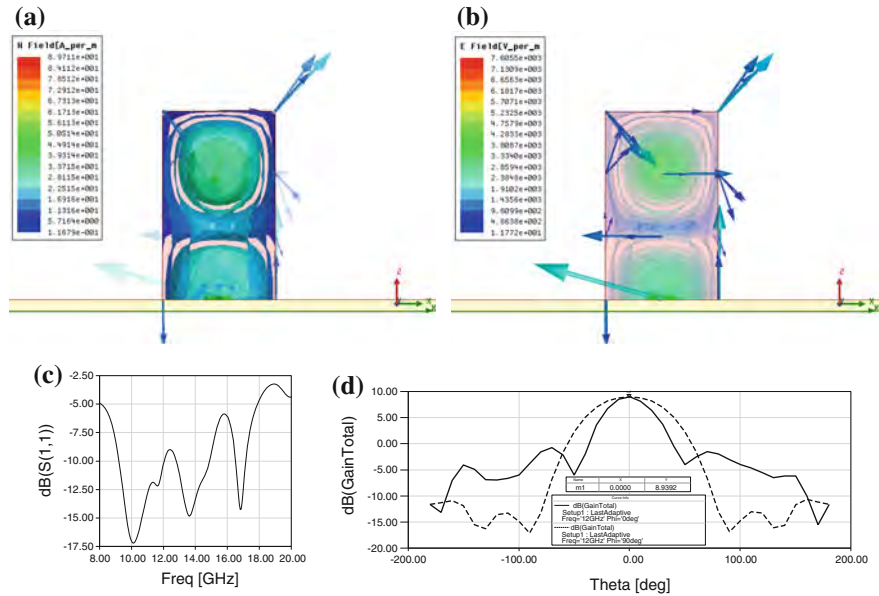 (a)
H Field[A_per_m
8.9711e+001
8.4112e+001
7.8512e+001
7.2912e+001
6.7313e+001
6.1713e+001
5.6113e+001
5.0514e+001
4.4914e+001
3.9314e+001
3.3715e+001
2.8115e+001
2.2515e+001
1.6916e+001
1.1316e+001
5.7164e+000
1.1679e-001
Z
X
(b)
E Field[V_per_m
7.6055e+003
7.1309e+003
6.6563e+003
6.1817e+003
5.7071e+003
5.2325e+003
4.7579e+003
4.2833e+003
3.8087e+003
3.3340e+003
2.8594e+003
2.3848e+003
1.9102e+003
1.4356e+003
9.6099e+002
4.8638e+002
1.1772e+001
Z
X
(c)
-2.50
-5.00
-7.50
-10.00
-12.50
-15.00
-17.50
8.00 10.00 12.00 14.00 16.00 18.00 20.00
dB(S(1,1))
Freq [GHz]
(d)
10.00
5.00
0.00
-5.00
-10.00
-15.00
-20.00
-200.00 -100.00 0.00 100.00 200.00
dB(GainTotal)
Theta [deg]
Name X Y
m1 0.0000 8.9392
Curve Info
dB(GainTotal)
Setup1 : LastAdaptive
Freq='12GHz' Phi='0deg'
dB(GainTotal)
Setup1 : LastAdaptive
Freq='12GHz' Phi='90deg'